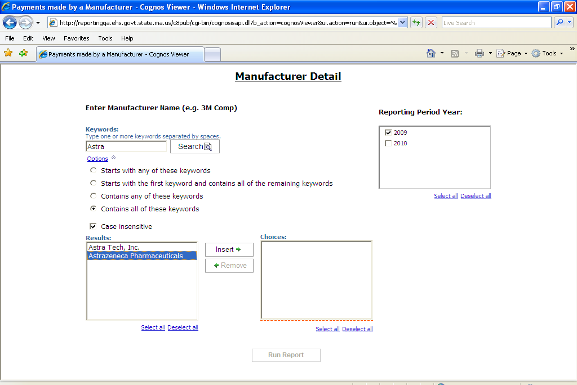 Payments made by a Manufacturer - Cognos Viewer - Windows Internet Explorer
Live Search
File Edit View Favorites Tools Help
Payments made by a Manufacturer - Cognos Viewer
Page Tools
Manufacturer Detail
Enter Manufacturer Name (e.g. 3M Comp)
Reporting Period Year:
Keywords:
Type one or more keywords separated by spaces.
Astra
Search
Options
Starts with any of these keywords
Starts with the first keyword and contains all of the remaining keywords
Contains any of these keywords
Contains all of these keywords
Case insensitive
2009
2010
Select all Deselect all
Results:
Astra Tech, Inc.
Astrazeneca Pharmaceuticals
Select all Deselect all
Insert
Remove
Choices:
Select all Deselect all
Run Report